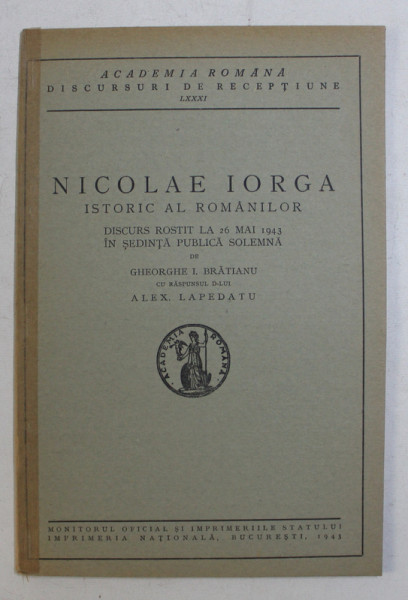 ACADEMIA ROMÂNĂ
DISCURSURI DE RECEPȚIUNE
LXXXI
NICOLAE IORGA
ISTORIC AL ROMÂNILOR
DISCURS ROSTIT LA 26 MAI 1943
ÎN ȘEDINȚĂ PUBLICĂ SOLEMNĂ
DE
GHEORGHE I. BRĂTIANU
CU RĂSPUNSUL D-LUI
ALEX. LAPEDATU
ACADEMIA ROMÂNĂ
MONITORUL OFICIAL ȘI IMPRIMERIILE STATULUI
IMPRIMERIA NAȚIONALĂ, BUCUREȘTI, 1943